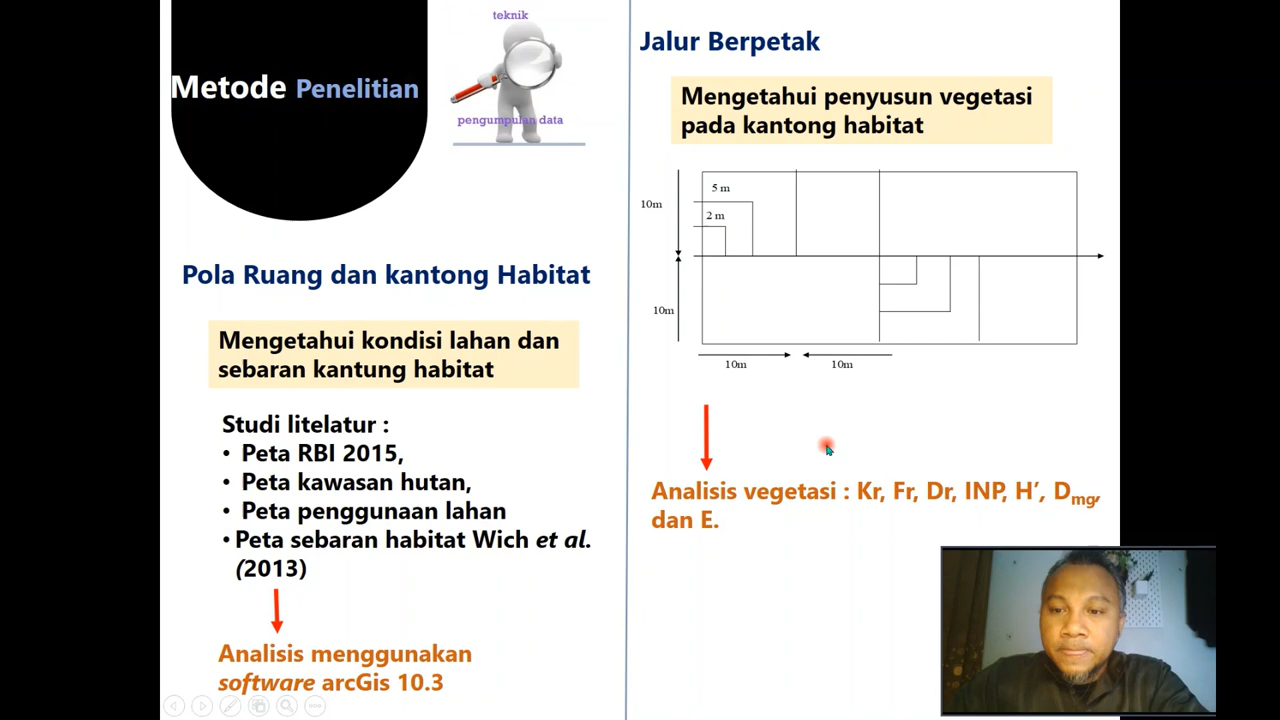 Metode Penelitian
teknik
pengumpulan data
Pola Ruang dan kantong Habitat
Mengetahui kondisi lahan dan
sebaran kantung habitat
Studi litelatur :
• Peta RBI 2015,
• Peta kawasan hutan,
• Peta penggunaan lahan
• Peta sebaran habitat Wich et al.
(2013)
Analisis menggunakan
software arcGis 10.3
Jalur Berpetak
Mengetahui penyusun vegetasi
pada kantong habitat
5 m
10m
2 m
10m
10m
10m
Analisis vegetasi : Kr, Fr, Dr, INP, H’, Dmg,
dan E.